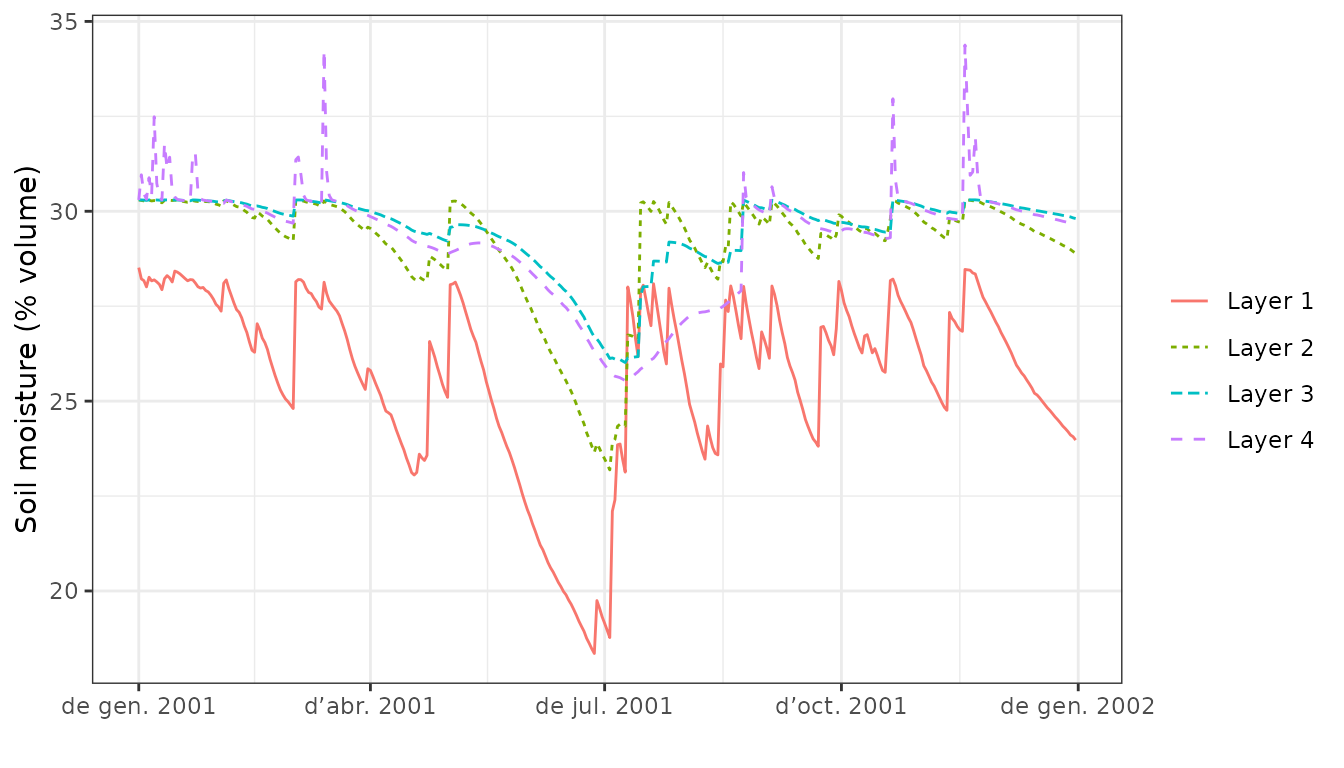 Soil moisture (% volume)
35
30
25
20
de gen. 2001 d’abr. 2001 de jul. 2001 d’oct. 2001 de gen. 2002
Layer 1
Layer 2
Layer 3
Layer 4